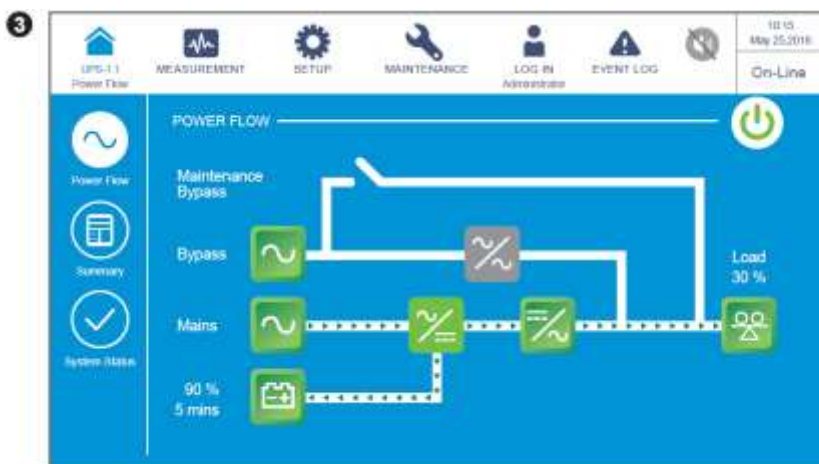 3
UPS-1.1
Power Flow
MEASUREMENT
SETUP
MAINTENANCE
LOG IN
Administrator
EVENT LOG
10:15
May 25,2018
On-Line
POWER FLOW
Power Flow
Maintenance
Bypass
Summary
Bypass
Load
30 %
Mains
System Status
90 %
5 mins